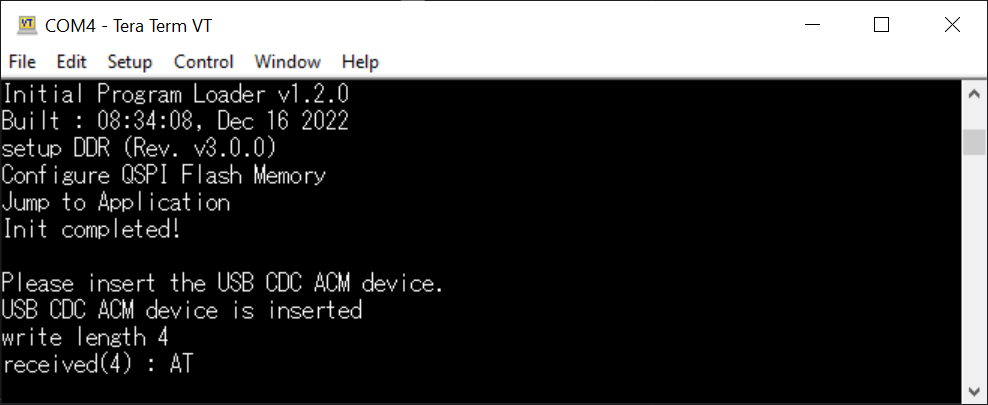 COM4 - Tera Term VT
File Edit Setup Control Window Help
Initial Program Loader v1.2.0
Built : 08:34:08, Dec 16 2022
setup DDR (Rev. v3.0.0)
Configure QSPI Flash Memory
Jump to Application
Init completed!
Please insert the USB CDC ACM device.
USB CDC ACM device is inserted
write length 4
received(4) : AT